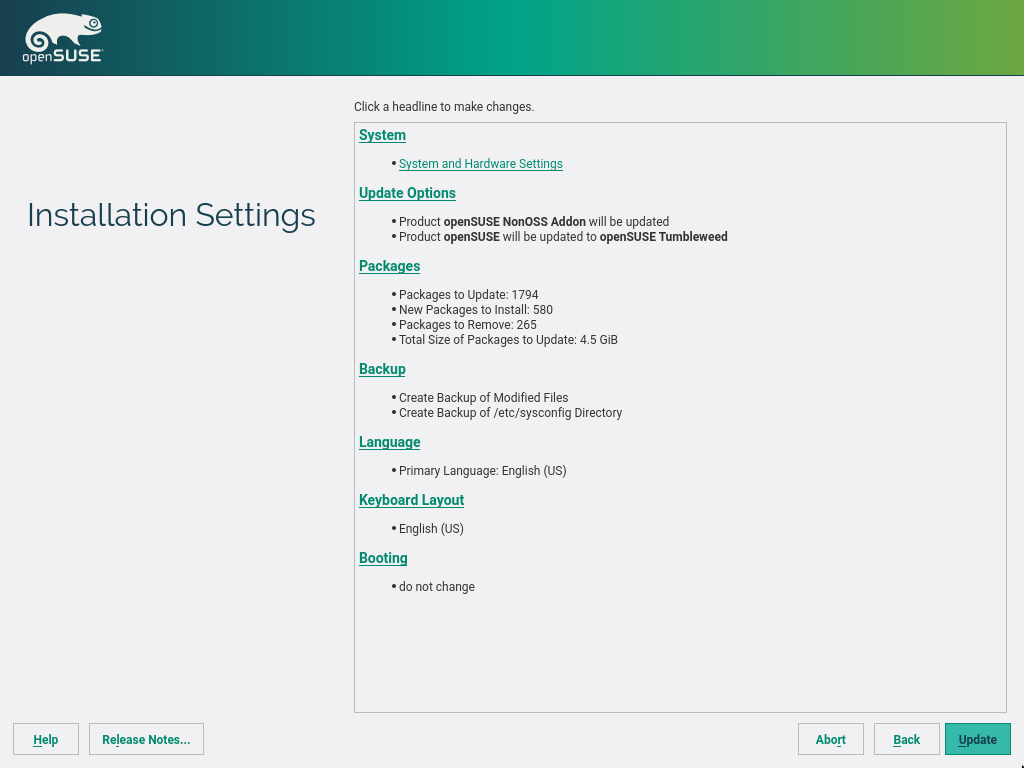 openSUSE
Click a headline to make changes.
Installation Settings
System
• System and Hardware Settings
Update Options
• Product openSUSE NonOSS Addon will be updated
• Product openSUSE will be updated to openSUSE Tumbleweed
Packages
• Packages to Update: 1794
• New Packages to Install: 580
• Packages to Remove: 265
• Total Size of Packages to Update: 4.5 GiB
Backup
• Create Backup of Modified Files
• Create Backup of /etc/sysconfig Directory
Language
• Primary Language: English (US)
Keyboard Layout
• English (US)
Booting
• do not change
Help Release Notes... Abort Back Update